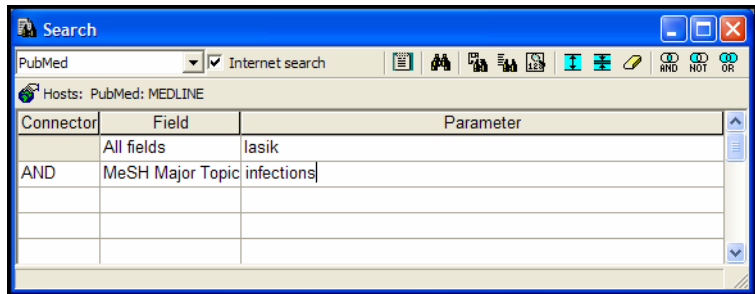 Search
PubMed Internet search 123 AND NOT OR
Hosts: PubMed: MEDLINE
Connector Field Parameter
All fields lasik
AND MeSH Major Topic infections